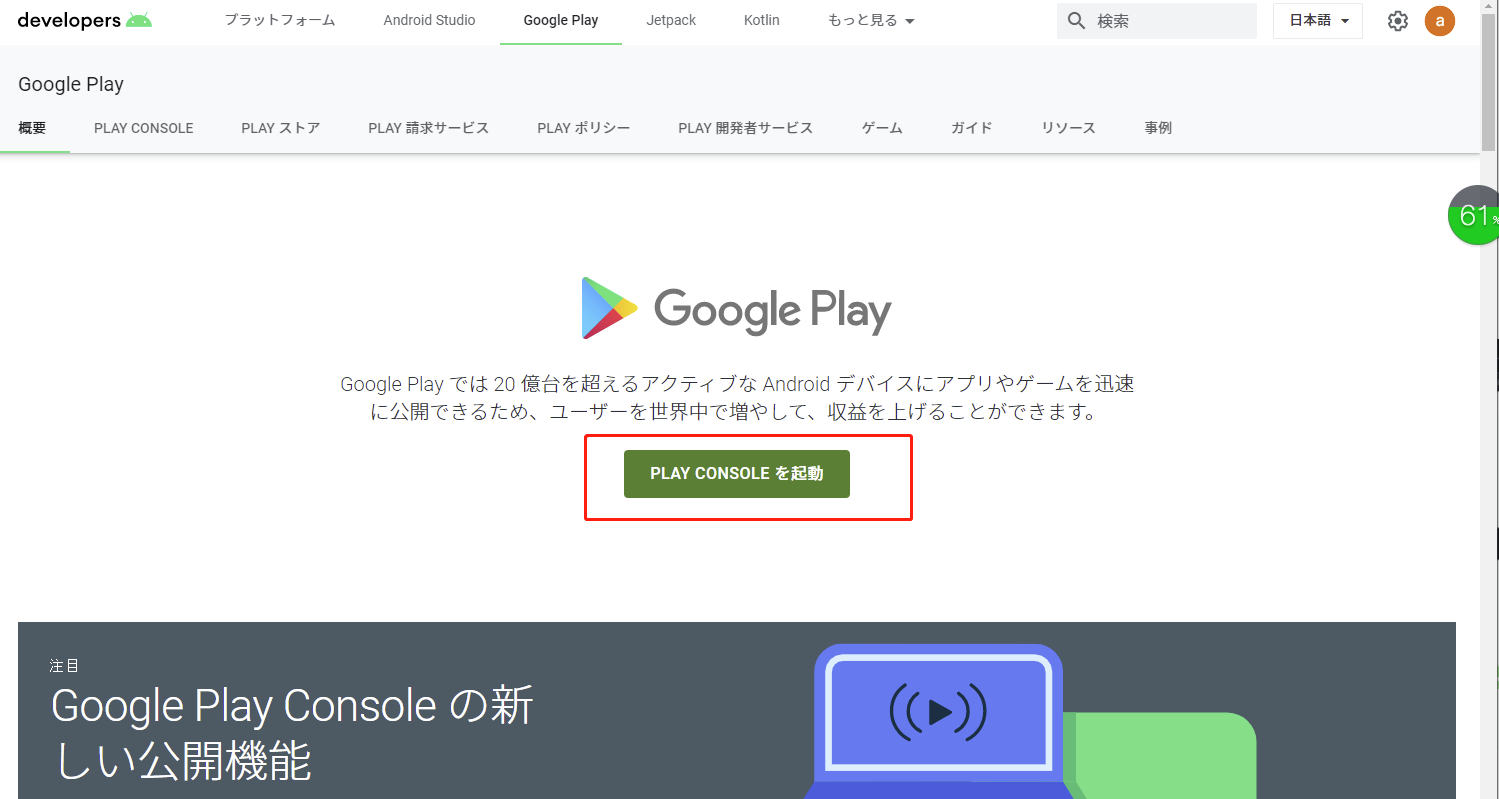 developers
プラットフォーム Android Studio Google Play Jetpack Kotlin もっと見る 検索 日本語 a
Google Play
概要 PLAY CONSOLE PLAY ストア PLAY 請求サービス PLAY ポリシー PLAY 開発者サービス ゲーム ガイド リソース 事例
61%
Google Play
Google Play では 20 億台を超えるアクティブな Android デバイスにアプリやゲームを迅速
に公開できるため、ユーザーを世界中で増やして、収益を上げることができます。
PLAY CONSOLE を起動
注目
Google Play Console の新
しい公開機能